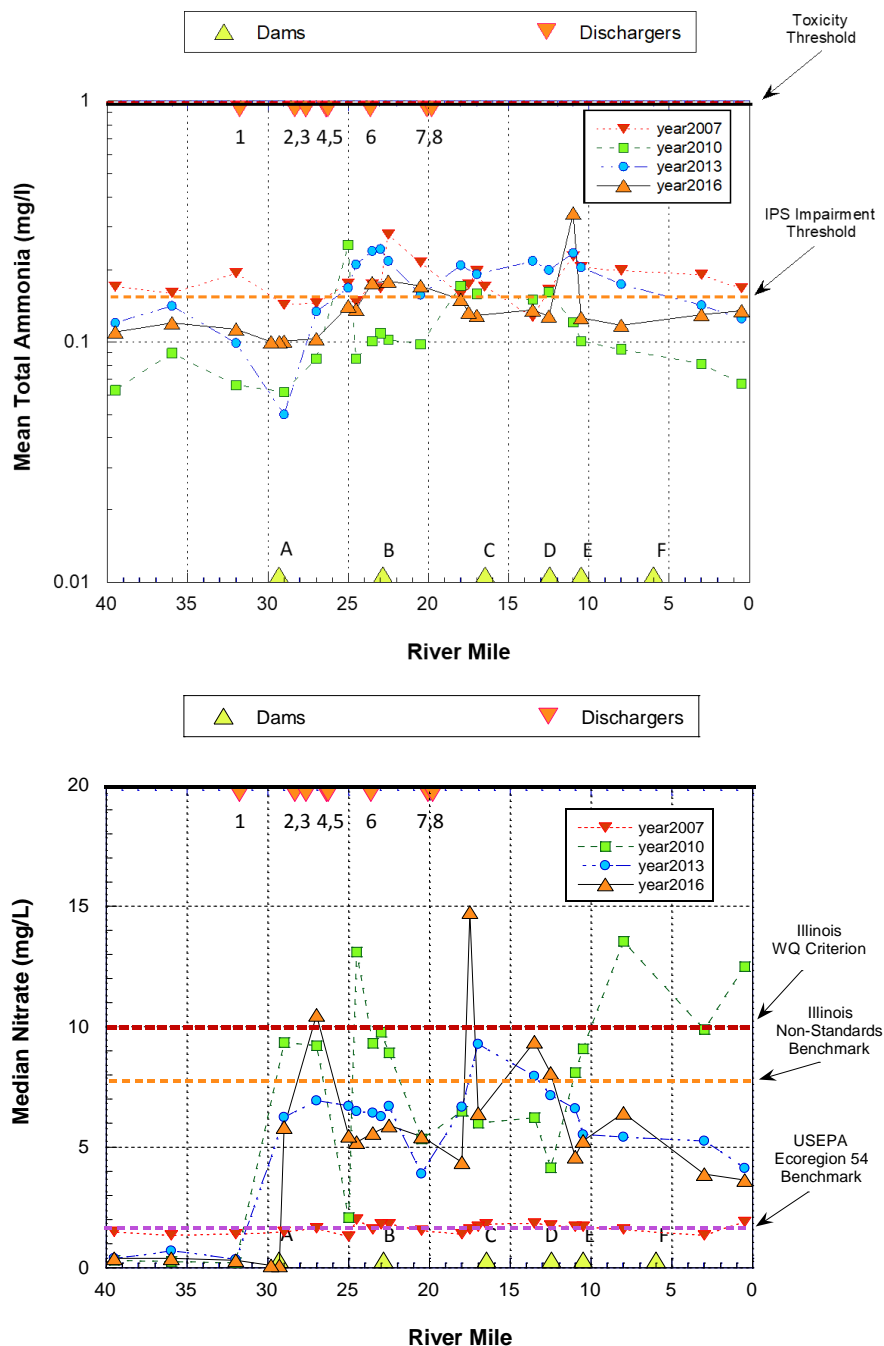 Dams
Dischargers
Toxicity
Threshold
1
1
2,3
4,5
6
7,8
year2007
year2010
year2013
year2016
IPS Impairment
Threshold
Mean Total Ammonia (mg/l)
0.1
A
B
C
D
E
F
0.01
40
35
30
25
20
15
10
5
0
River Mile
Dams
Dischargers
20
1
2,3
4,5
6
7,8
year2007
year2010
year2013
year2016
15
Illinois
WQ Criterion
10
Illinois
Non-Standards
Benchmark
Median Nitrate (mg/L)
5
USEPA
Ecoregion 54
Benchmark
A
B
C
D
E
F
0
40
35
30
25
20
15
10
5
0
River Mile